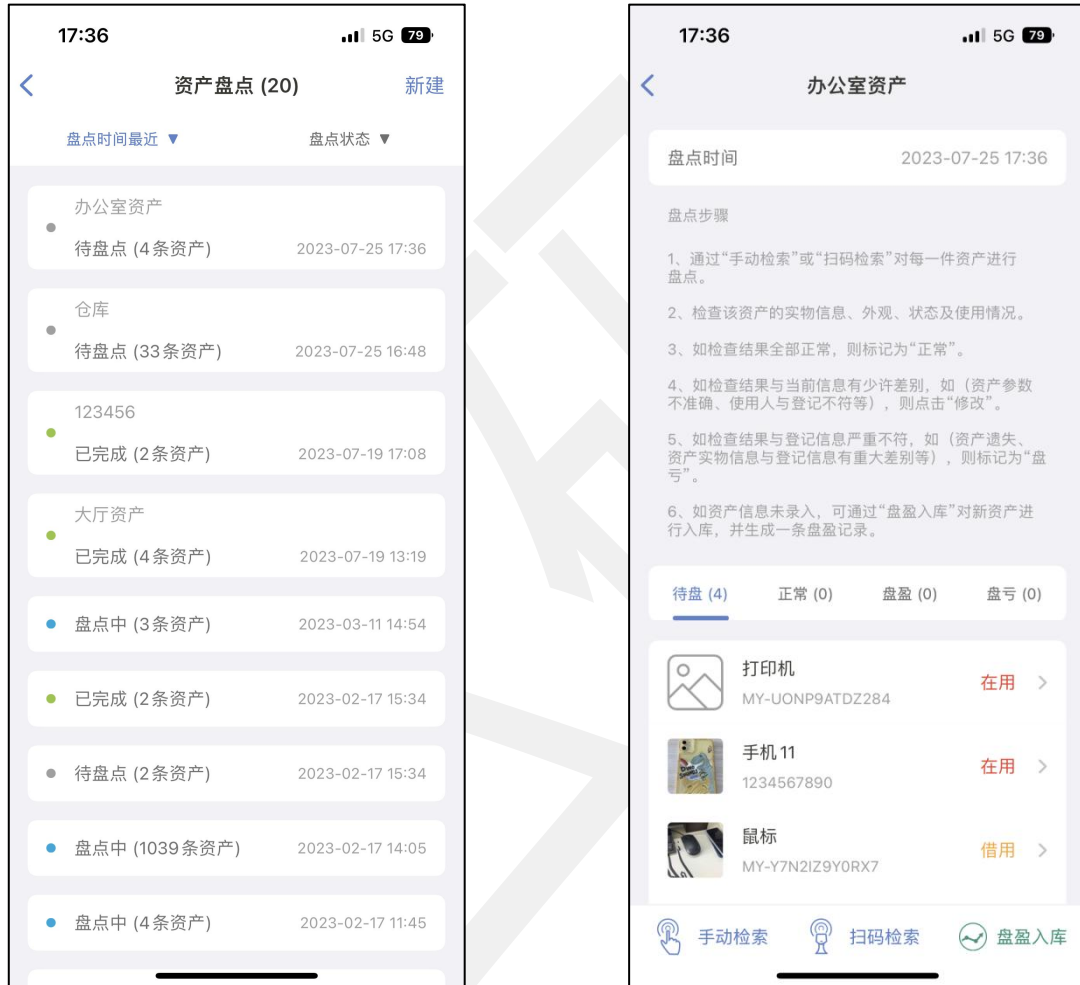 17:36
5G 79
资产盘点 (20)
新建
盘点时间最近 ▼
盘点状态 ▼
办公室资产
待盘点 (4条资产)
2023-07-25 17:36
仓库
待盘点 (33条资产)
2023-07-25 16:48
123456
已完成 (2条资产)
2023-07-19 17:08
大厅资产
已完成 (4条资产)
2023-07-19 13:19
盘点中 (3条资产)
2023-03-11 14:54
已完成 (2条资产)
2023-02-17 15:34
待盘点 (2条资产)
2023-02-17 15:34
盘点中 (1039条资产)
2023-02-17 14:05
盘点中 (4条资产)
2023-02-17 11:45
17:36
5G 79
办公室资产
盘点时间
2023-07-25 17:36
盘点步骤
1、通过“手动检索”或“扫码检索”对每一件资产进行
盘点。
2、检查该资产的实物信息、外观、状态及使用情况。
3、如检查结果全部正常，则标记为“正常”。
4、如检查结果与当前信息有少许差别，如（资产参数
不准确、使用人与登记不符等），则点击“修改”。
5、如检查结果与登记信息严重不符，如（资产遗失、
资产实物信息与登记信息有重大差别等），则标记为“盘
亏”。
6、如资产信息未录入，可通过“盘盈入库”对新资产进
行入库，并生成一条盘盈记录。
待盘 (4)
正常 (0)
盘盈 (0)
盘亏 (0)
打印机
MY-UONP9ATDZ284
在用
手机11
1234567890
在用
鼠标
MY-Y7N2IZ9Y0RX7
借用
手动检索
扫码检索
盘盈入库